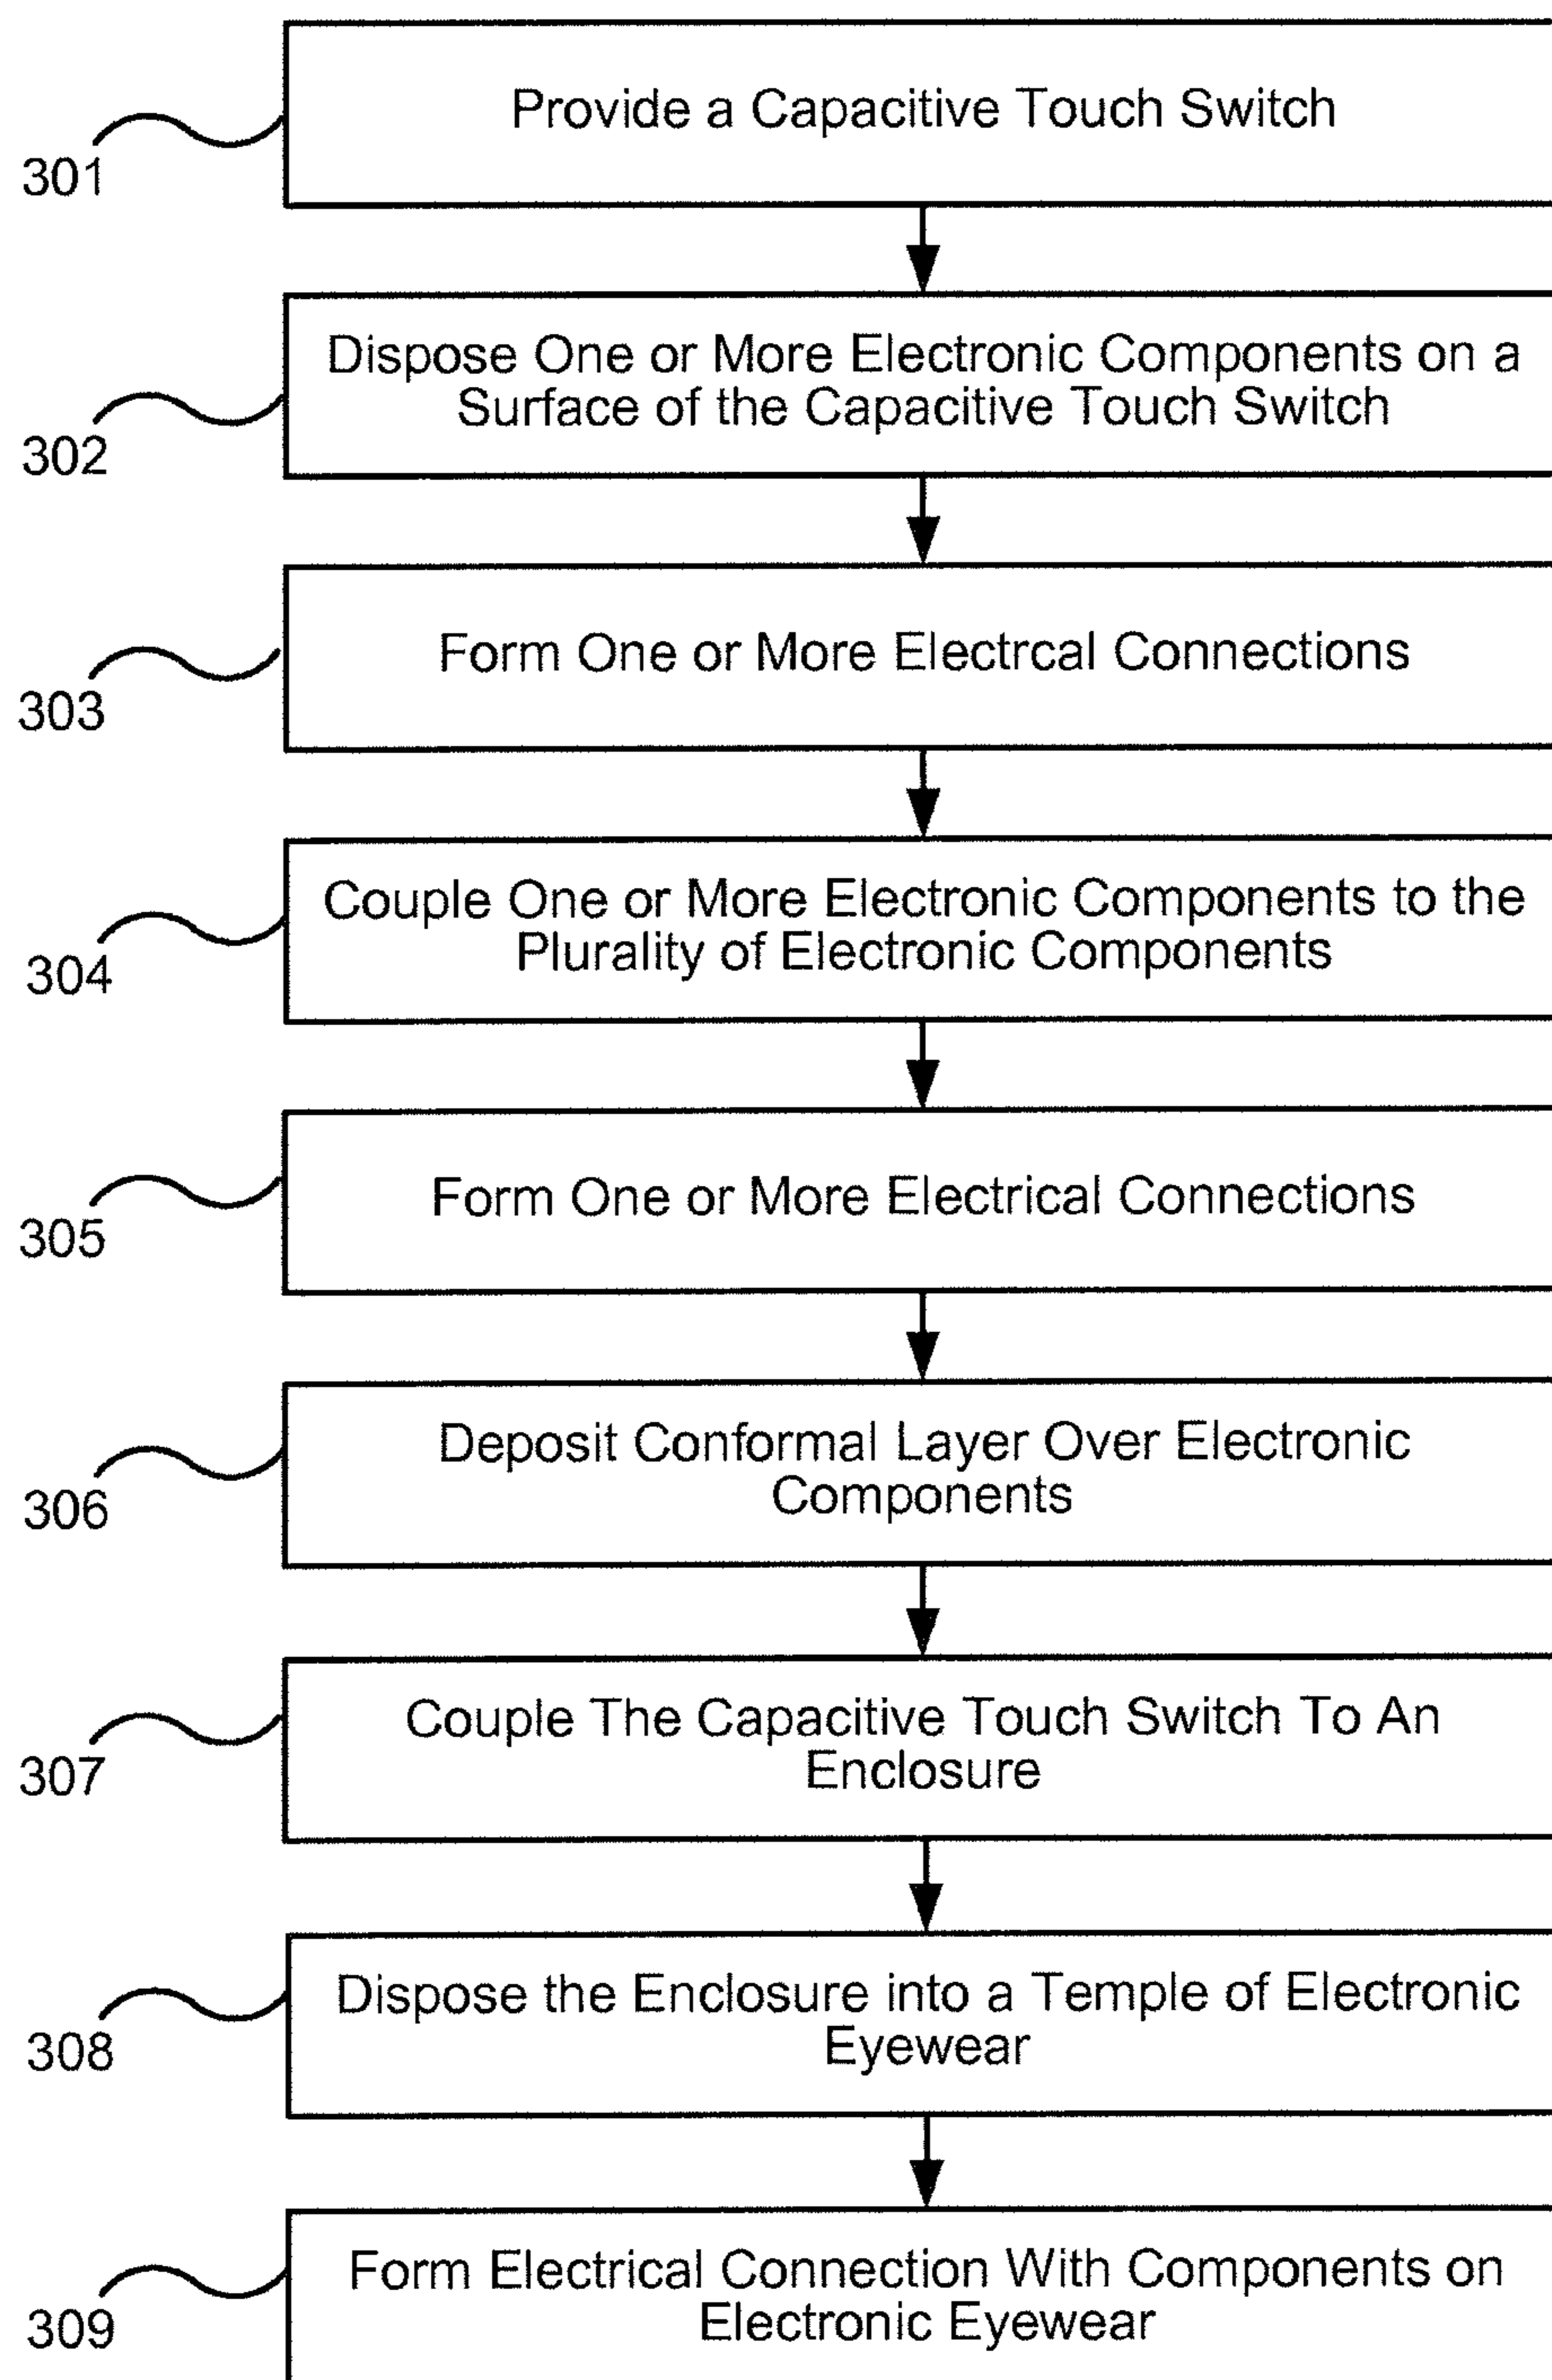 Provide a Capacitive Touch Switch
301
Dispose One or More Electronic Components on a
Surface of the Capacitive Touch Switch
302
Form One or More Electrcal Connections
303
Couple One or More Electronic Components to the
Plurality of Electronic Components
304
Form One or More Electrical Connections
305
Deposit Conformal Layer Over Electronic
Components
306
Couple The Capacitive Touch Switch To An
Enclosure
307
Dispose the Enclosure into a Temple of Electronic
Eyewear
308
Form Electrical Connection With Components on
Electronic Eyewear
309